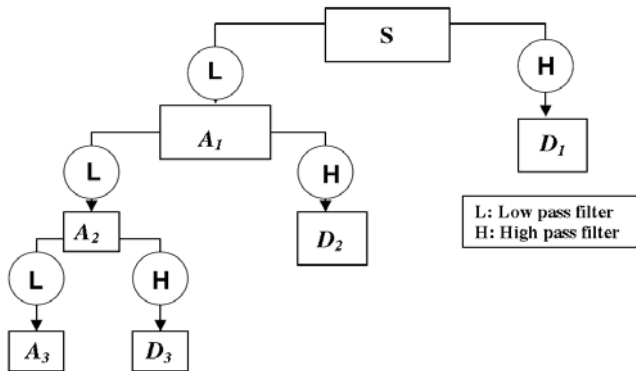 S
L
H
A1
D1
L
H
L: Low pass filter
H: High pass filter
A2
D2
L
H
A3
D3